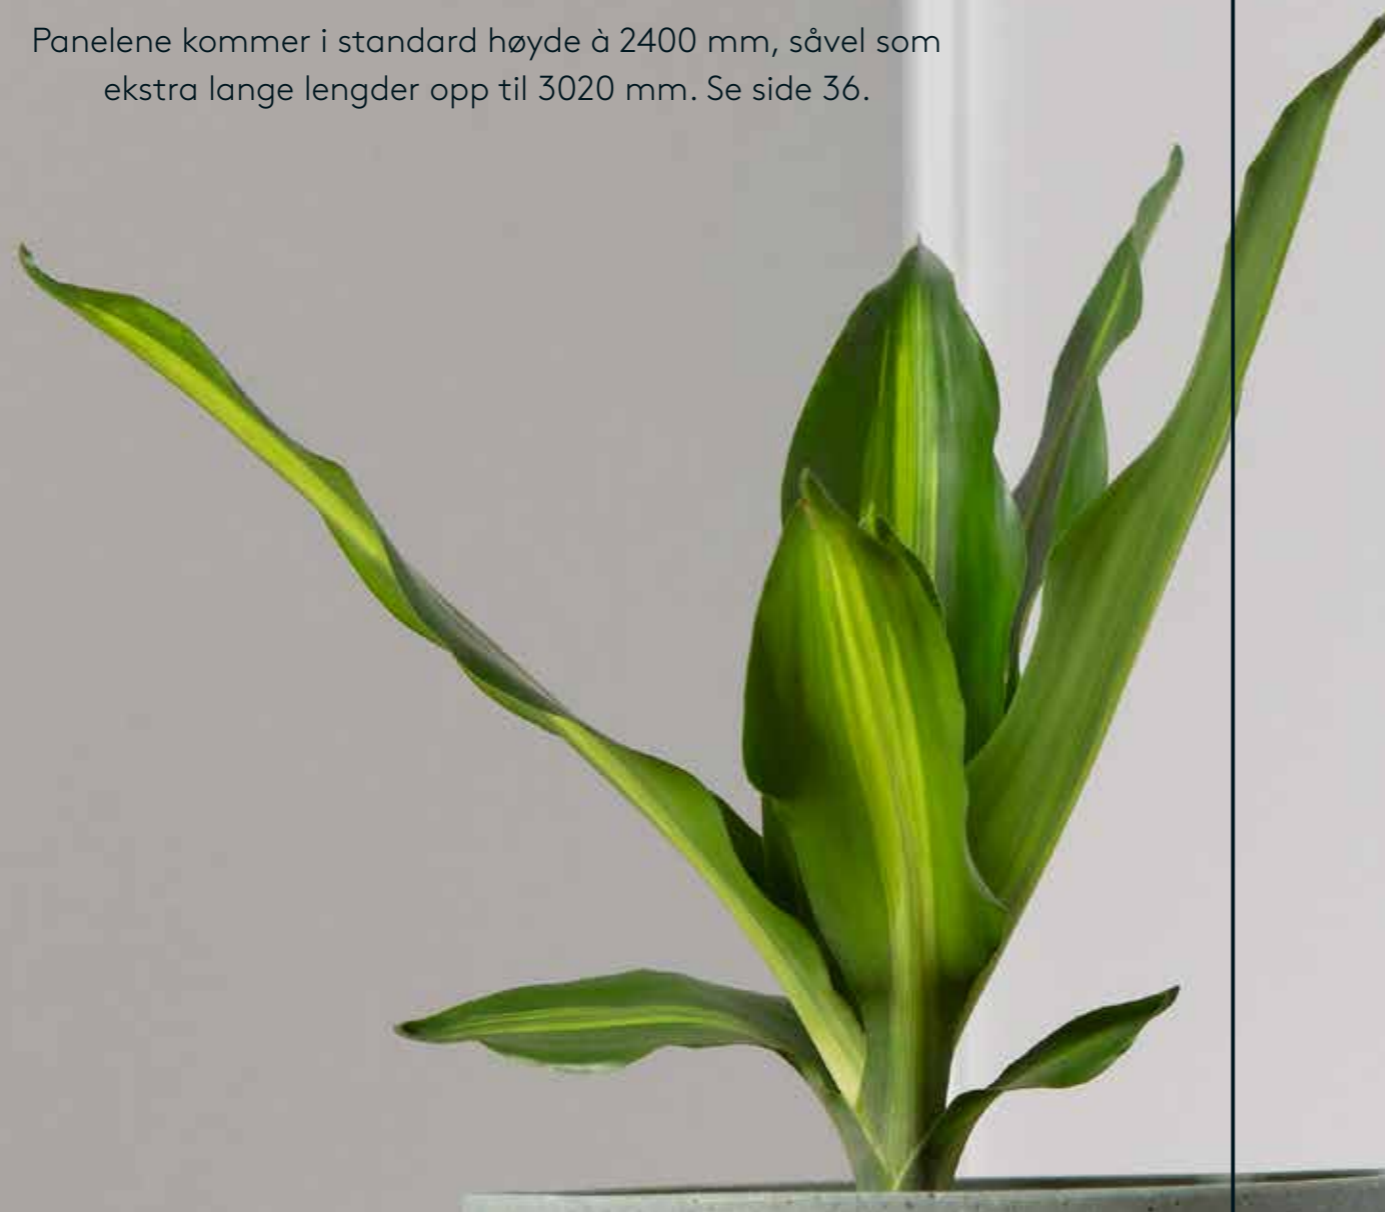 Panelene kommer i standard høyde à 2400 mm, såvel som
ekstra lange lengder opp til 3020 mm. Se side 36.